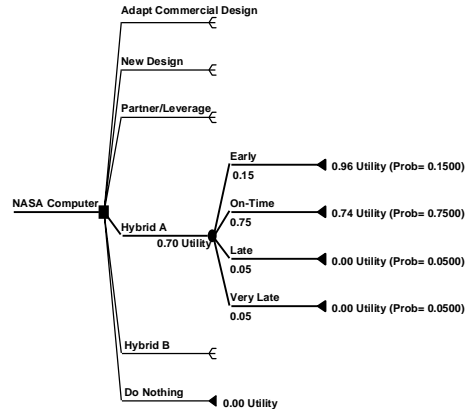 Adapt Commercial Design
New Design
Partner/Leverage
Early
0.15
0.96 Utility (Prob= 0.1500)
NASA Computer
On-Time
0.75
0.74 Utility (Prob= 0.7500)
Hybrid A
0.70 Utility
Late
0.05
0.00 Utility (Prob= 0.0500)
Very Late
0.05
0.00 Utility (Prob= 0.0500)
Hybrid B
Do Nothing
0.00 Utility